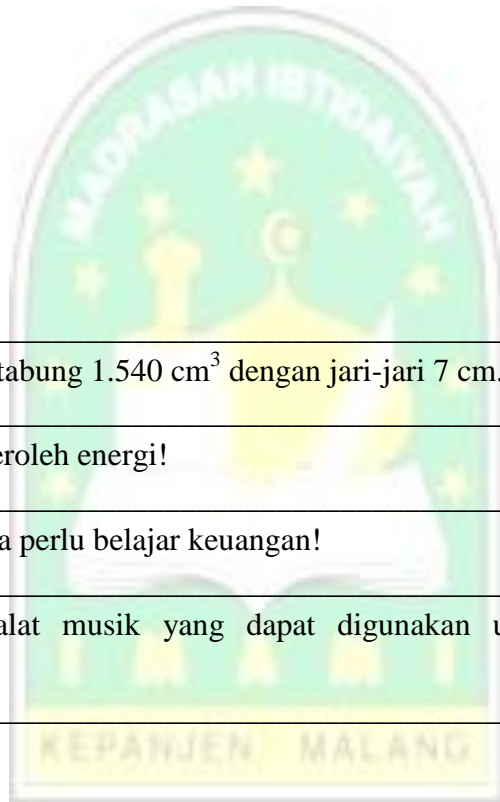 MADRASAH IBTIDAIYAH
tabung 1.540 cm³ dengan jari-jari 7 cm.
eroleh energi!
a perlu belajar keuangan!
alat musik yang dapat digunakan u
I M A M I
KEPANJEN MALANG